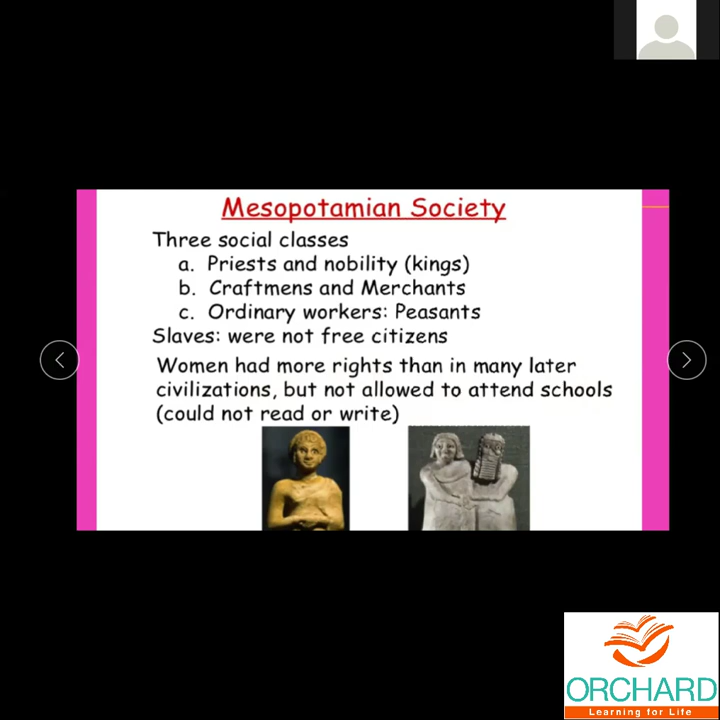 Mesopotamian Society
Three social classes
a. Priests and nobility (kings)
b. Craftmens and Merchants
c. Ordinary workers: Peasants
Slaves: were not free citizens
Women had more rights than in many later
civilizations, but not allowed to attend schools
(could not read or write)
ORCHARD
Learning for Life